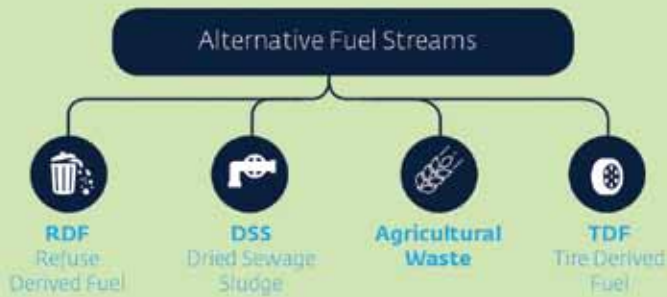 Alternative Fuel Streams
RDF
Refuse
Derived Fuel
DSS
Dried Sewage
Sludge
Agricultural
Waste
TDF
Tire Derived
Fuel